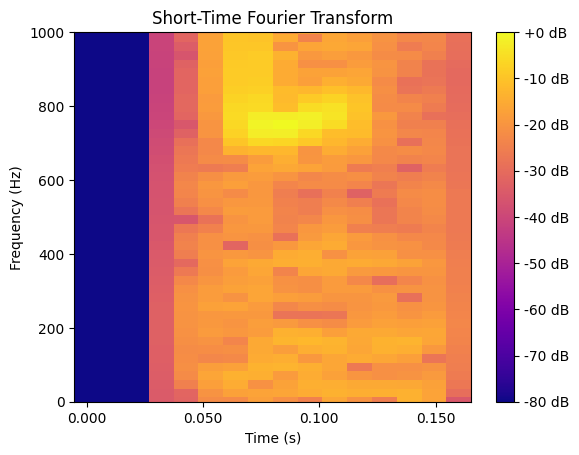 Short-Time Fourier Transform
1000
800
600
400
200
0
Frequency (Hz)
0.000
0.050
0.100
0.150
Time (s)
+0 dB
-10 dB
-20 dB
-30 dB
-40 dB
-50 dB
-60 dB
-70 dB
-80 dB